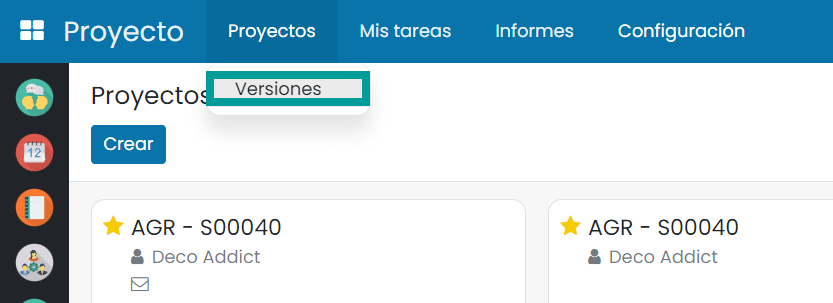 Proyecto Proyectos Mis tareas Informes Configuración
Proyectos
Versiones
Crear
12
AGR - S00040
Deco Addict
AGR - S00040
Deco Addict